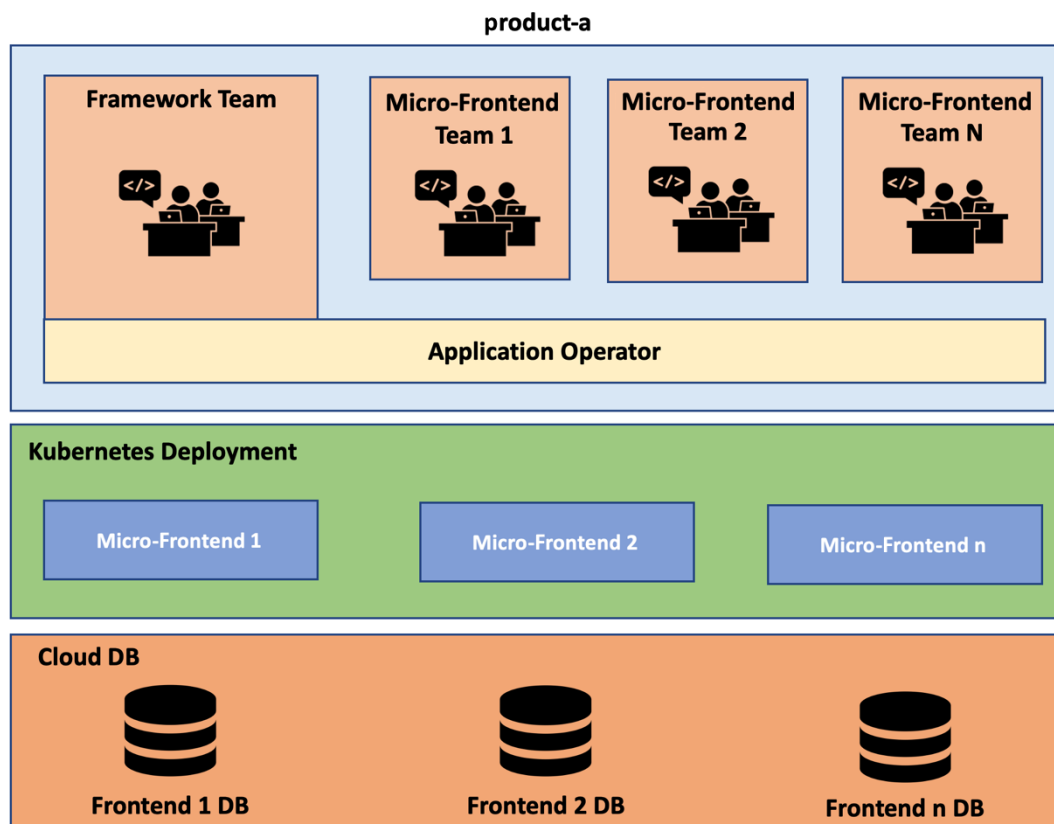 product-a
Framework Team
Micro-Frontend
Team 1
Micro-Frontend
Team 2
Micro-Frontend
Team N
</>
</>
</>
</>
Application Operator
Kubernetes Deployment
Micro-Frontend 1
Micro-Frontend 2
Micro-Frontend n
Cloud DB
Frontend 1 DB
Frontend 2 DB
Frontend n DB